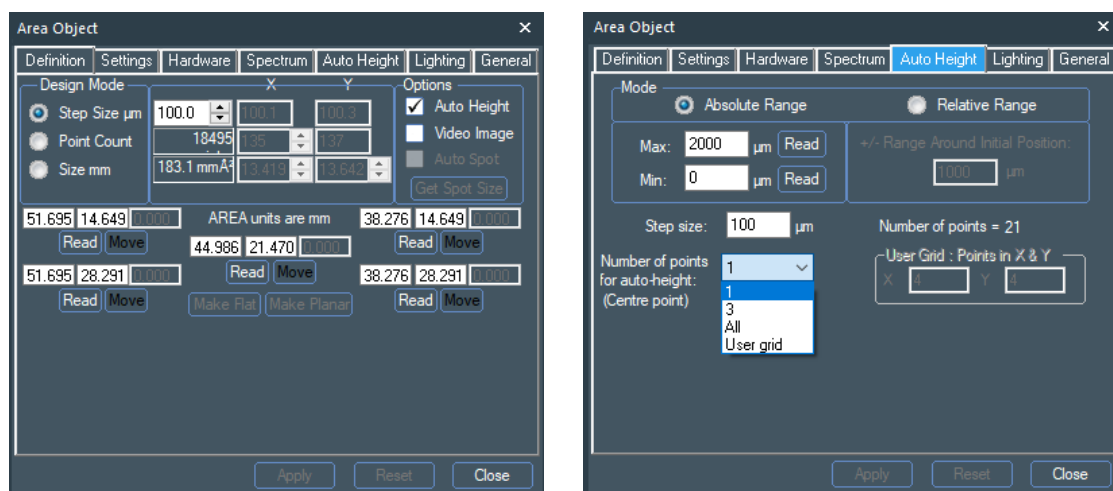 Area Object
Definition Settings Hardware Spectrum Auto Height Lighting General
Design Mode X Y Options
Step Size µm 100.0 100.1 100.3 Auto Height
Point Count 18495 135 137 Video Image
Size mm 183.1 mmÂ² 13.419 13.642 Auto Spot
Get Spot Size
51.695 14.649 0.000 AREA units are mm 38.276 14.649 0.000
Read Move Read Move
44.986 21.470 0.000
Read Move
51.695 28.291 0.000 38.276 28.291 0.000
Read Move Make Flat Make Planar Read Move
Apply Reset Close
Area Object
Definition Settings Hardware Spectrum Auto Height Lighting General
Mode
Absolute Range Relative Range
Max: 2000 µm Read +/- Range Around Initial Position:
Min: 0 µm Read 1000 µm
Step size: 100 µm Number of points = 21
Number of points
for auto-height:
(Centre point)
1
1
3
All
User grid
User Grid : Points in X & Y
X 4 Y 4
Apply Reset Close